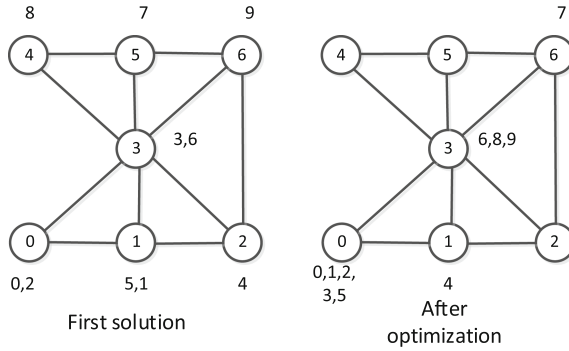 8 7 9 7
4 5 6 4 5 6
3 3,6 3 6,8,9
0 1 2 0 1 2
0,2 5,1 4 0,1,2, 4
3,5
First solution After
optimization